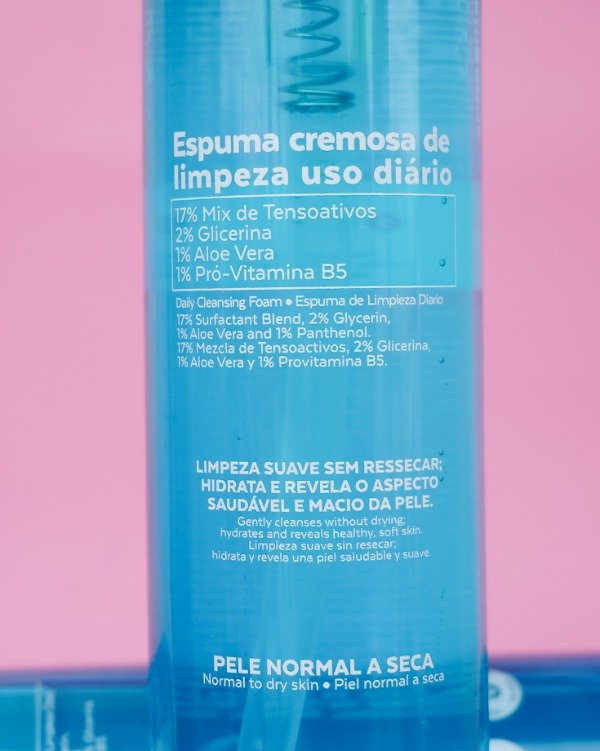 Espuma cremosa de
limpeza uso diário
17% Mix de Tensoativos
2% Glicerina
1% Aloe Vera
1% Pró-Vitamina B5
Daily Cleansing Foam • Espuma de Limpieza Diario
17% Surfactant Blend, 2% Glycerin,
1% Aloe Vera and 1% Panthenol.
17% Mezcla de Tensoactivos, 2% Glicerina,
1% Aloe Vera y 1% Provitamina B5.
LIMPEZA SUAVE SEM RESSECAR;
HIDRATA E REVELA O ASPECTO
SAUDÁVEL E MACIO DA PELE.
Gently cleanses without drying;
hydrates and reveals healthy, soft skin.
Limpieza suave sin resecar;
hidrata y revela una piel saludable y suave.
PELE NORMAL A SECA
Normal to dry skin • Piel normal a seca